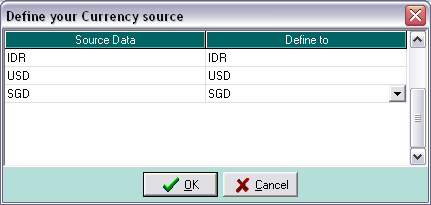 Define your Currency source
Source Data Define to
IDR IDR
USD USD
SGD SGD
OK Cancel